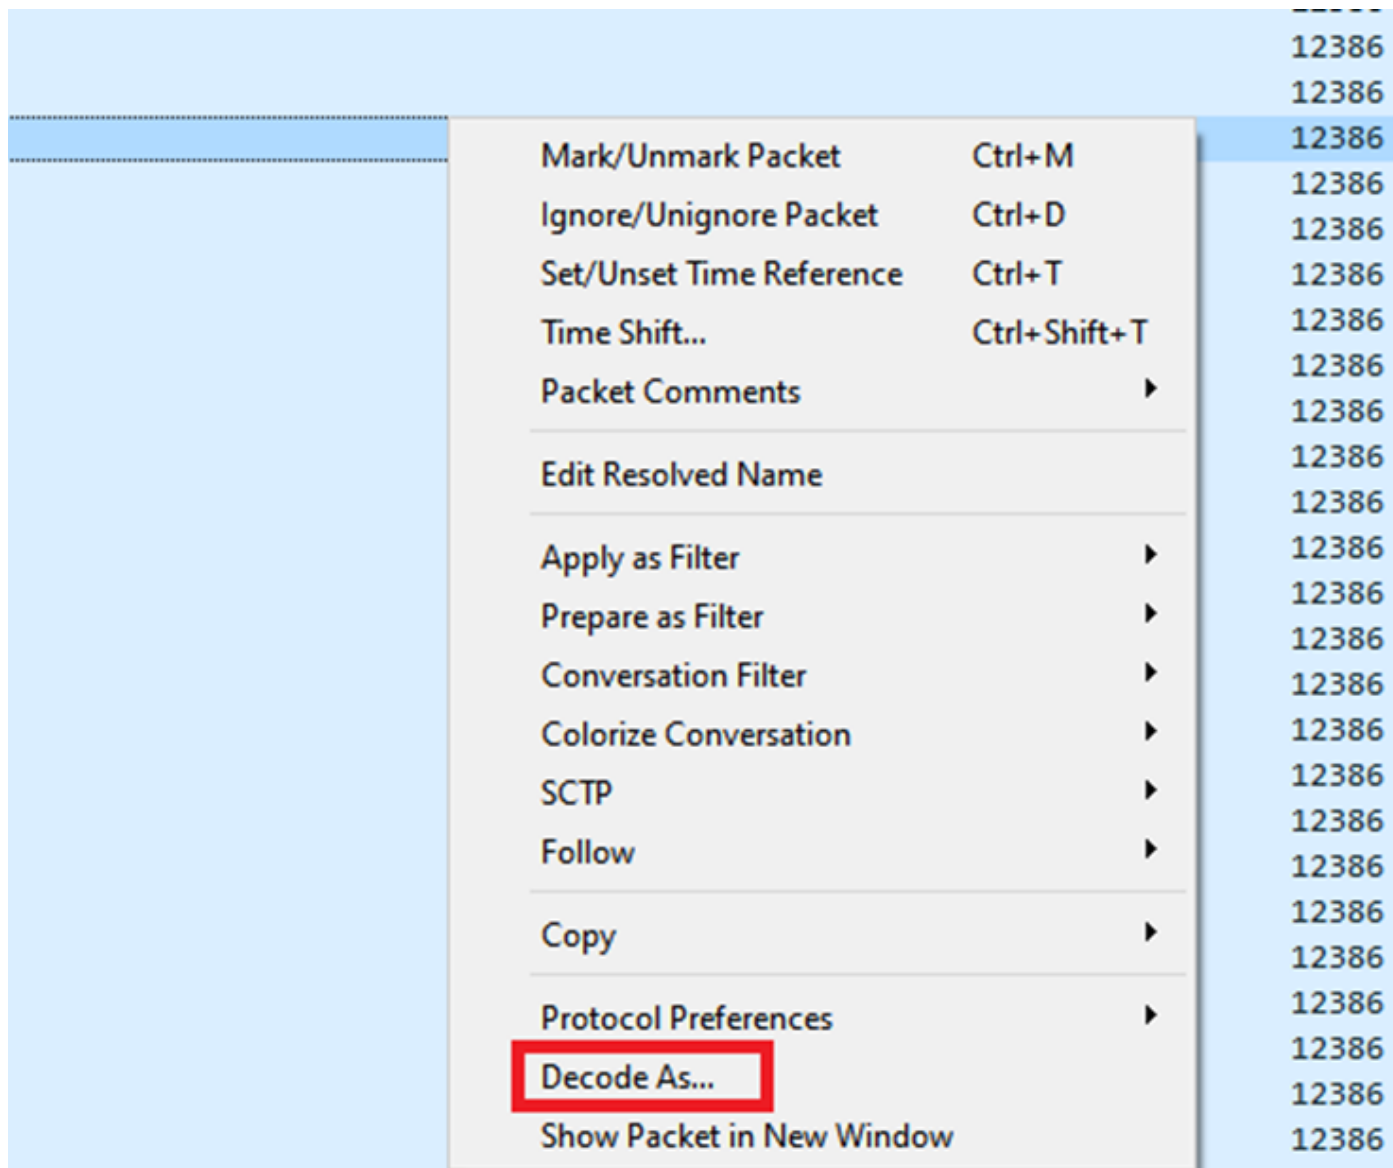 12386
12386
Mark/Unmark Packet Ctrl+M 12386
12386
Ignore/Unignore Packet Ctrl+D 12386
Set/Unset Time Reference Ctrl+T 12386
Time Shift... Ctrl+Shift+T 12386
Packet Comments 12386
12386
Edit Resolved Name 12386
12386
Apply as Filter 12386
Prepare as Filter 12386
12386
Conversation Filter 12386
Colorize Conversation 12386
SCTP 12386
12386
Follow 12386
12386
Copy 12386
Protocol Preferences 12386
12386
Decode As... 12386
Show Packet in New Window 12386